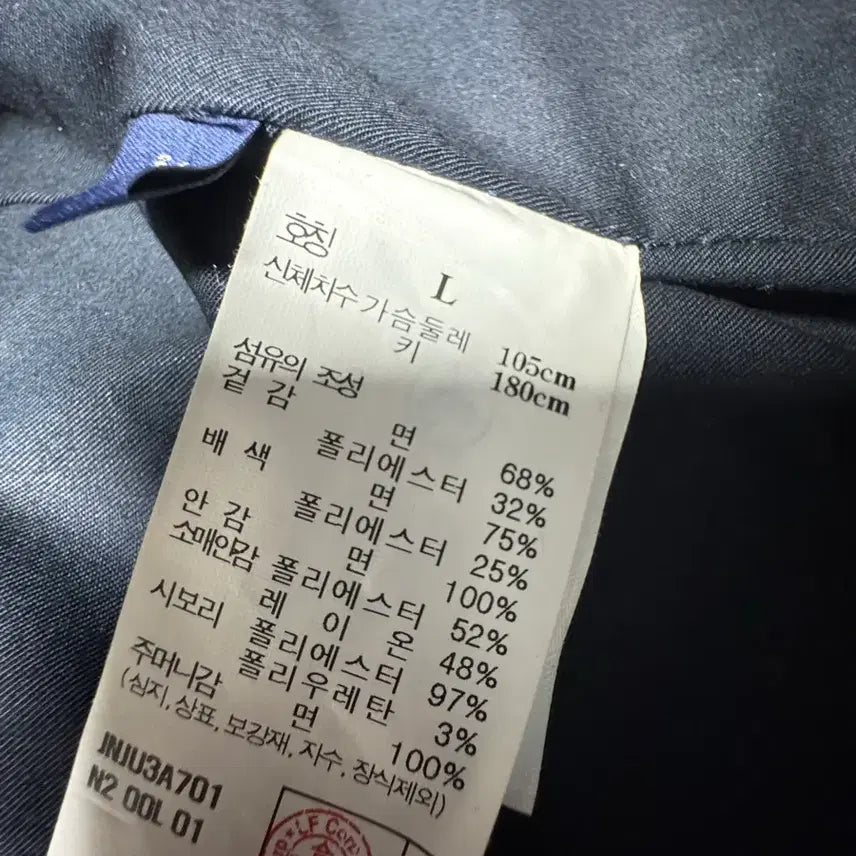 호칭 L
신체치수 가슴둘레 105cm
키 180cm
섬유의 조성
겉 감 면 68%
폴리에스터 32%
배 색 면 75%
폴리에스터 25%
안 감 면 100%
소매안감 폴리에스터 52%
레 이 온 48%
시보리 폴리에스터 97%
폴리우레탄 3%
주머니감 면 100%
(심지, 상표, 보강재, 자수, 장식제외)
JNJU3A701
N2 00L 01
LF Corp